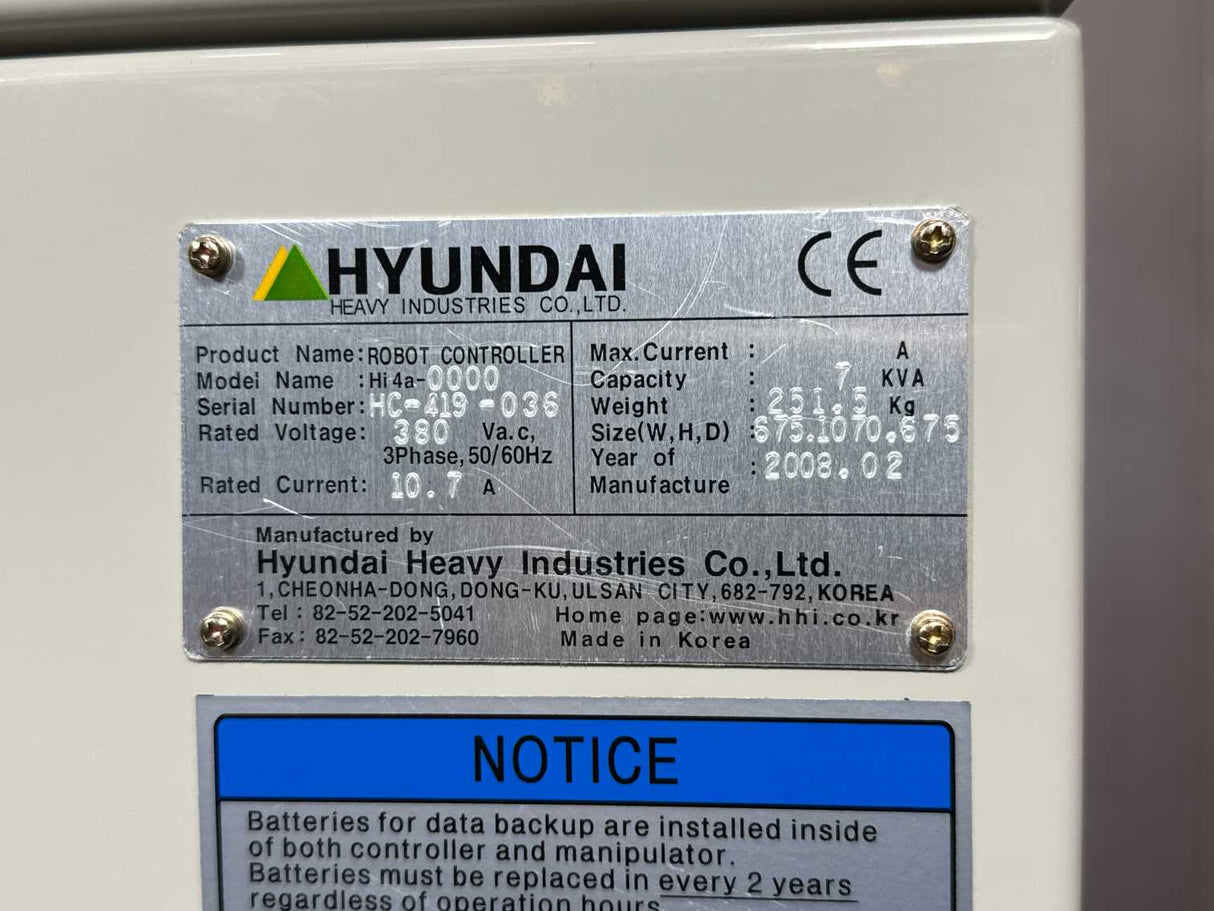 HYUNDAI
HEAVY INDUSTRIES CO.,LTD.
CE
Product Name:ROBOT CONTROLLER
Model Name :Hi4a-0000
Serial Number:HC-419-036
Rated Voltage: 380 Va.c,
3Phase,50/60Hz
Rated Current: 10.7 A
Max.Current : A
Capacity : 7 KVA
Weight : 251.5 Kg
Size(W,H,D) :675.1070.675
Year of
Manufacture :2008.02
Manufactured by
Hyundai Heavy Industries Co.,Ltd.
1,CHEONHA-DONG,DONG-KU,ULSAN CITY,682-792,KOREA
Tel : 82-52-202-5041 Home page:www.hhi.co.kr
Fax : 82-52-202-7960 Made in Korea
NOTICE
Batteries for data backup are installed inside
of both controller and manipulator.
Batteries must be replaced in every 2 years
regardless of operation hours.